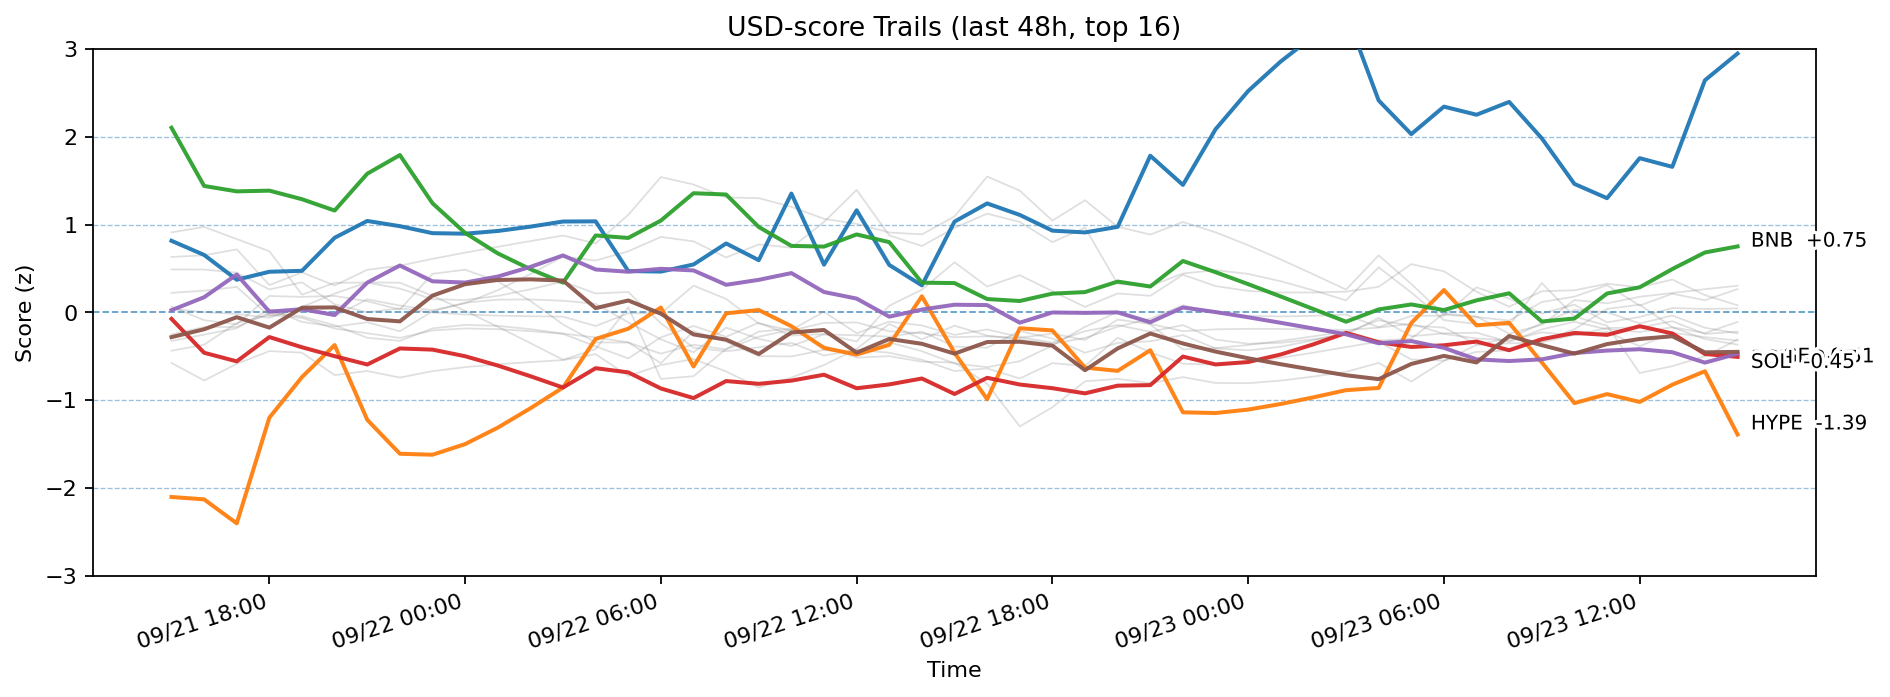 USD-score Trails (last 48h, top 16)
Score (z)
3
2
1
0
−1
−2
−3
BNB +0.75
SOL -0.45
HYPE -1.39
09/21 18:00
09/22 00:00
09/22 06:00
09/22 12:00
09/22 18:00
09/23 00:00
09/23 06:00
09/23 12:00
Time